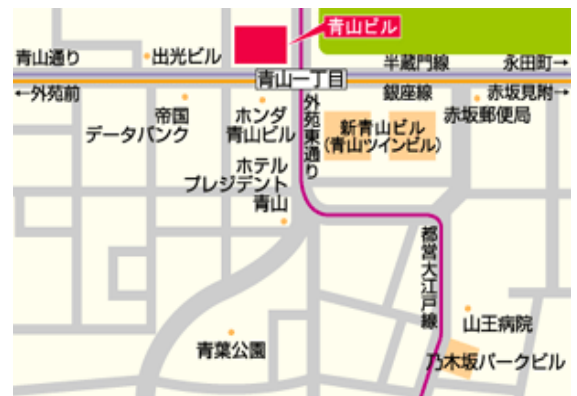 青山ビル
青山通り
出光ビル
半蔵門線
永田町→
青山一丁目
←外苑前
銀座線
赤坂見附→
帝国
データバンク
ホンダ
青山ビル
外苑東通り
新青山ビル
(青山ツインビル)
赤坂郵便局
ホテル
プレジデント
青山
都営大江戸線
青葉公園
山王病院
乃木坂パークビル